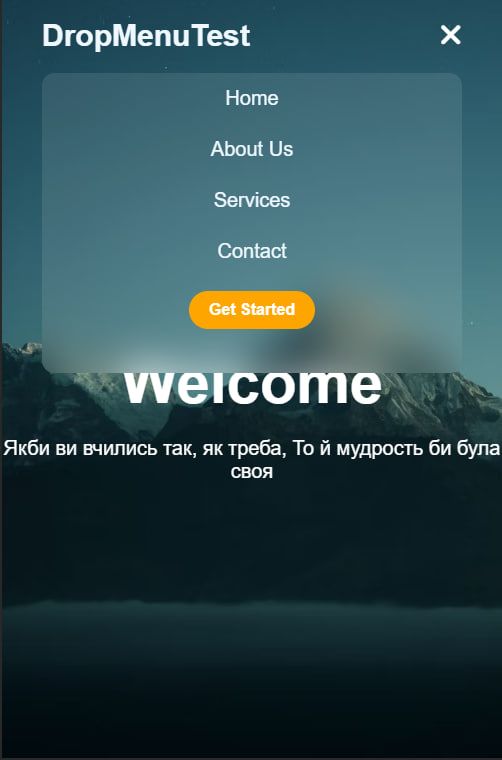 DropMenuTest
Home
About Us
Services
Contact
Get Started
Welcome
Якби ви вчились так, як треба, То й мудрость би була
своя